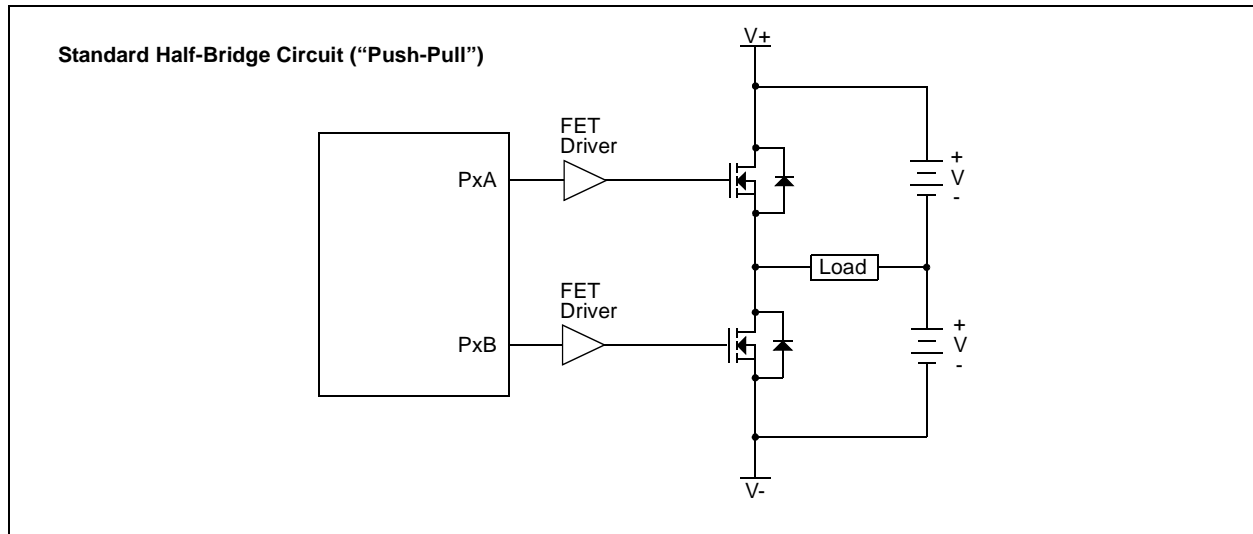 Standard Half-Bridge Circuit (“Push-Pull”)
V+
FET
Driver
PxA
+
V
-
Load
FET
Driver
PxB
+
V
-
V-